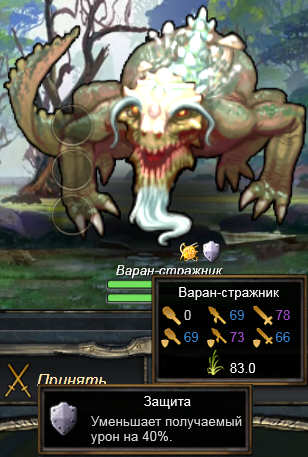 Варан-стражник
Варан-стражник
0 69 78
69 73 66
83.0
Принять
Защита
Уменьшает получаемый
урон на 40%.